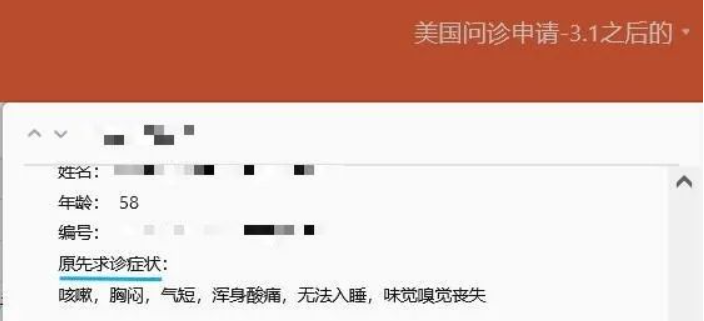 美国问诊申请-3.1之后的
姓名：
年龄： 58
编号：
原先求诊症状：
咳嗽，胸闷，气短，浑身酸痛，无法入睡，味觉嗅觉丧失